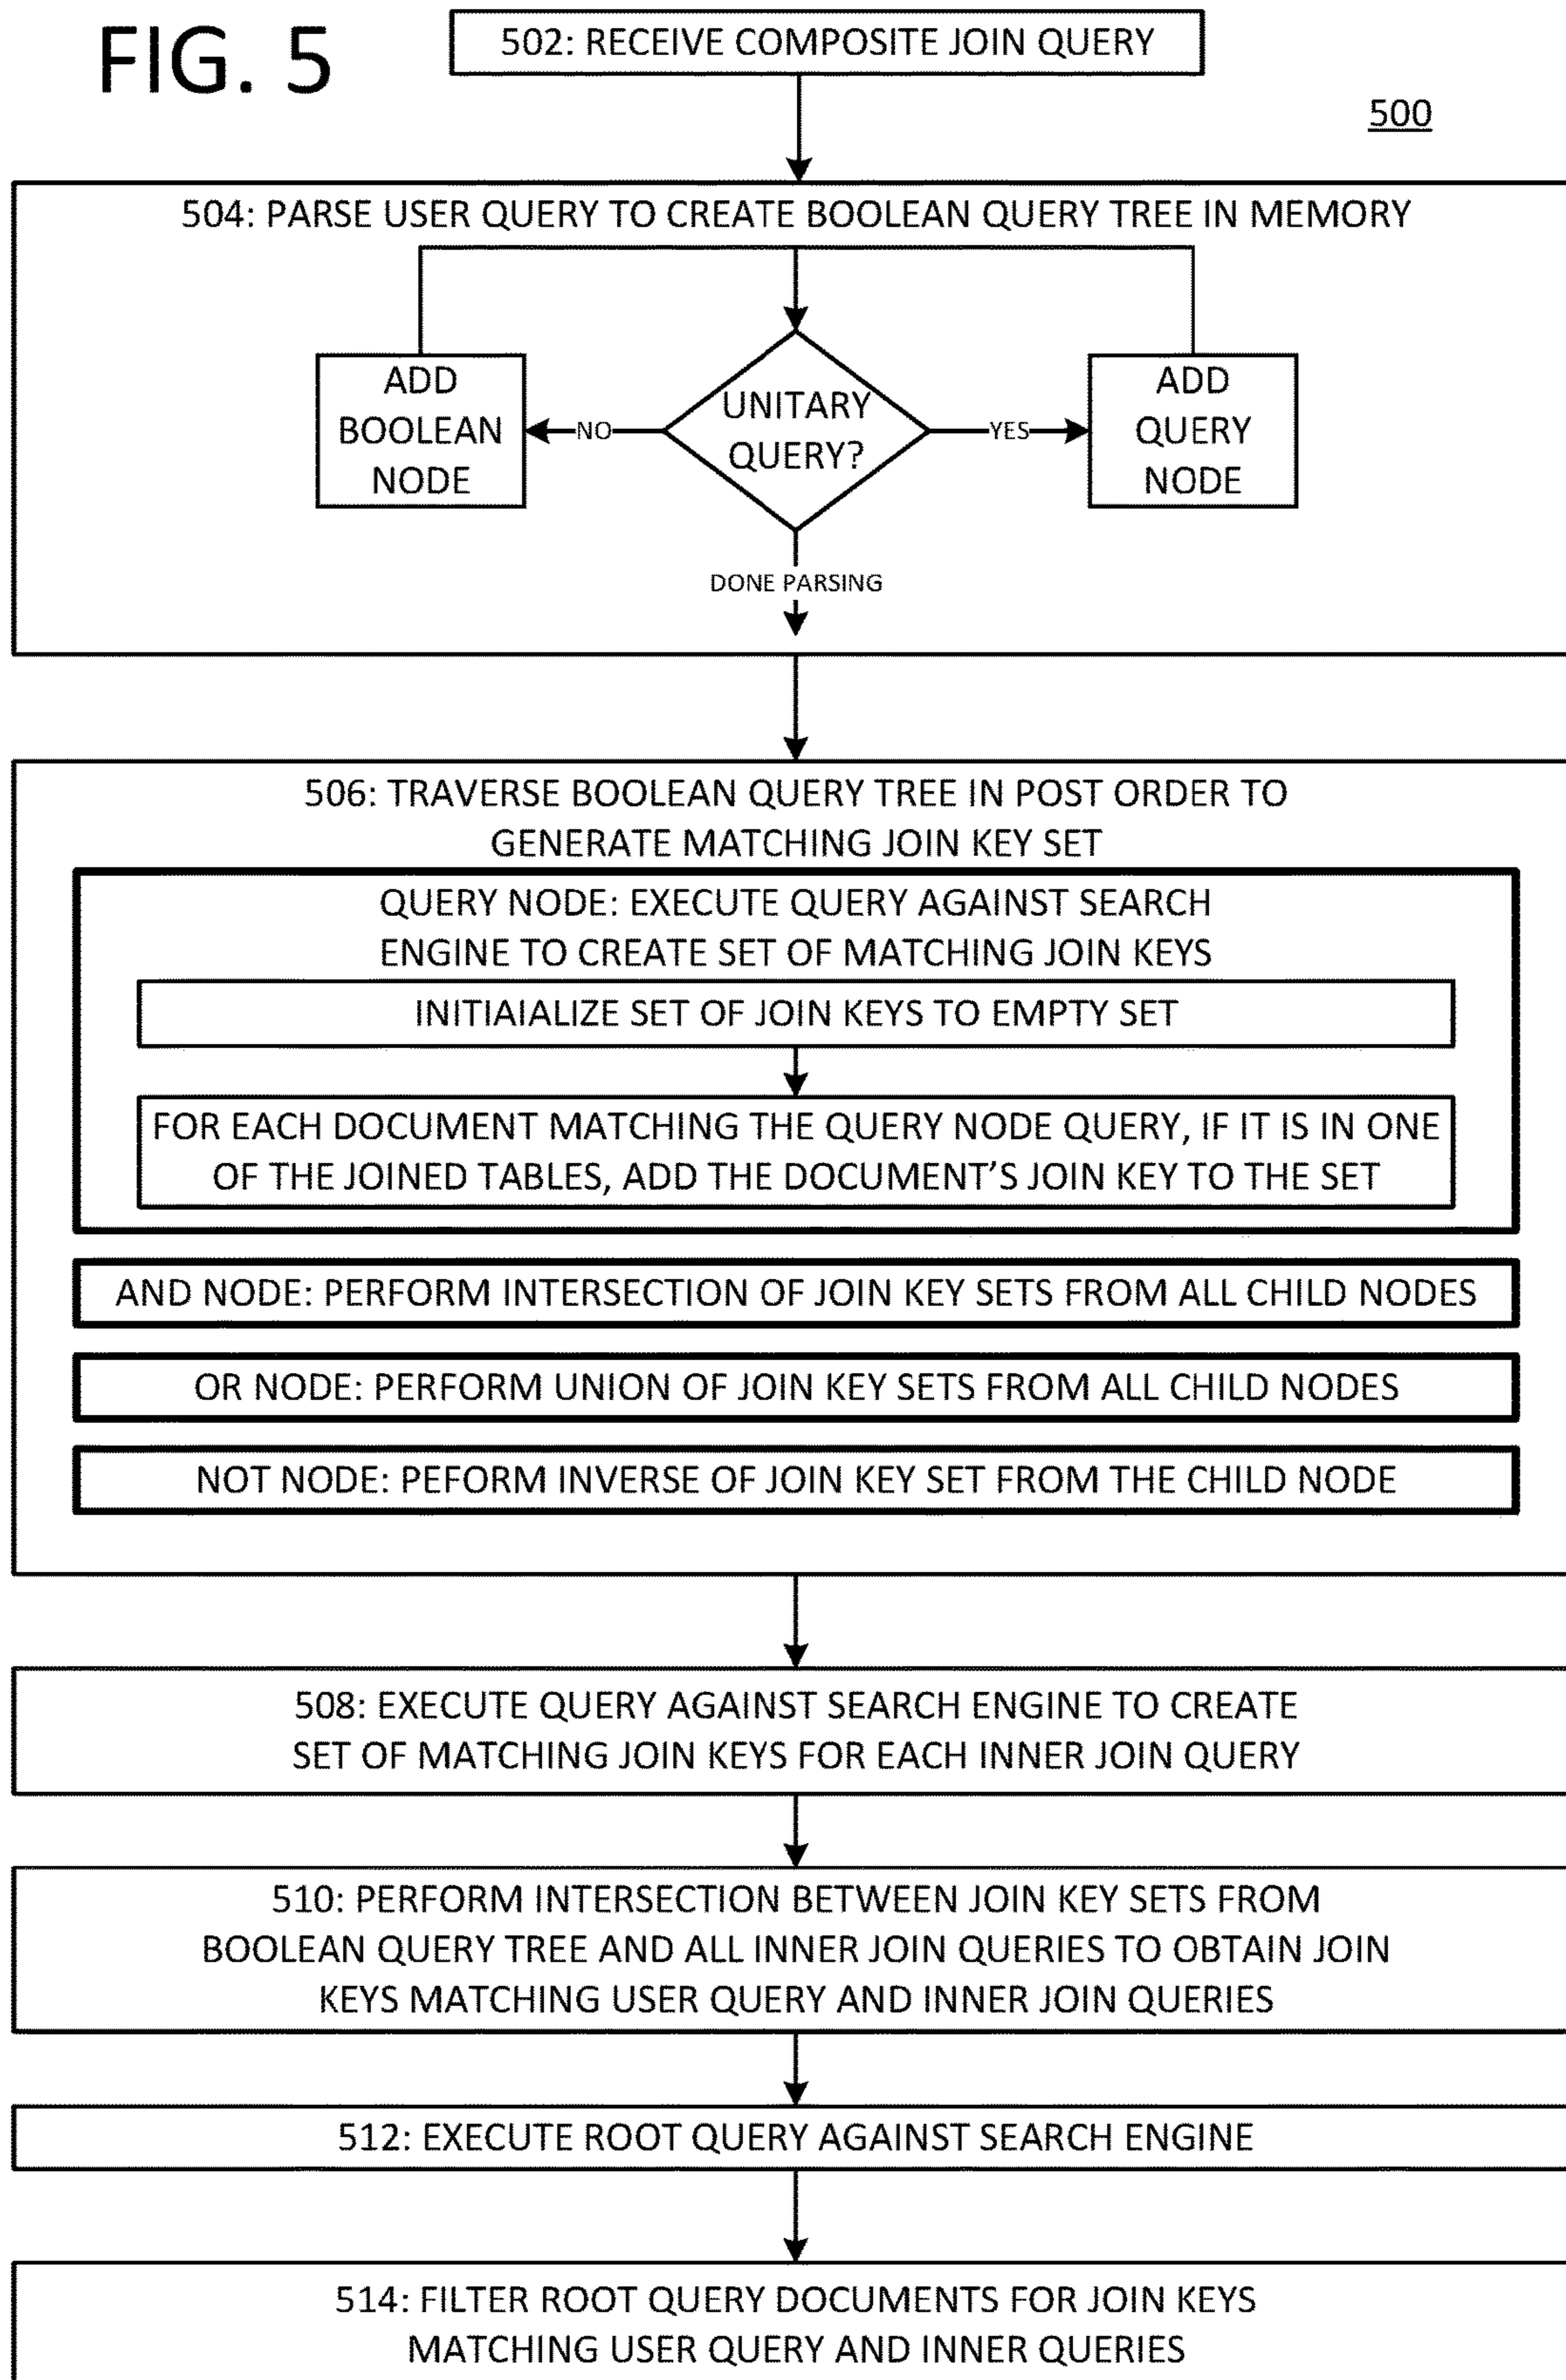 FIG. 5
502: RECEIVE COMPOSITE JOIN QUERY
500
504: PARSE USER QUERY TO CREATE BOOLEAN QUERY TREE IN MEMORY
ADD
BOOLEAN
NODE
NO
UNITARY
QUERY?
YES
ADD
QUERY
NODE
DONE PARSING
506: TRAVERSE BOOLEAN QUERY TREE IN POST ORDER TO
GENERATE MATCHING JOIN KEY SET
QUERY NODE: EXECUTE QUERY AGAINST SEARCH
ENGINE TO CREATE SET OF MATCHING JOIN KEYS
INITIAIALIZE SET OF JOIN KEYS TO EMPTY SET
FOR EACH DOCUMENT MATCHING THE QUERY NODE QUERY, IF IT IS IN ONE
OF THE JOINED TABLES, ADD THE DOCUMENT'S JOIN KEY TO THE SET
AND NODE: PERFORM INTERSECTION OF JOIN KEY SETS FROM ALL CHILD NODES
OR NODE: PERFORM UNION OF JOIN KEY SETS FROM ALL CHILD NODES
NOT NODE: PEFORM INVERSE OF JOIN KEY SET FROM THE CHILD NODE
508: EXECUTE QUERY AGAINST SEARCH ENGINE TO CREATE
SET OF MATCHING JOIN KEYS FOR EACH INNER JOIN QUERY
510: PERFORM INTERSECTION BETWEEN JOIN KEY SETS FROM
BOOLEAN QUERY TREE AND ALL INNER JOIN QUERIES TO OBTAIN JOIN
KEYS MATCHING USER QUERY AND INNER JOIN QUERIES
512: EXECUTE ROOT QUERY AGAINST SEARCH ENGINE
514: FILTER ROOT QUERY DOCUMENTS FOR JOIN KEYS
MATCHING USER QUERY AND INNER QUERIES